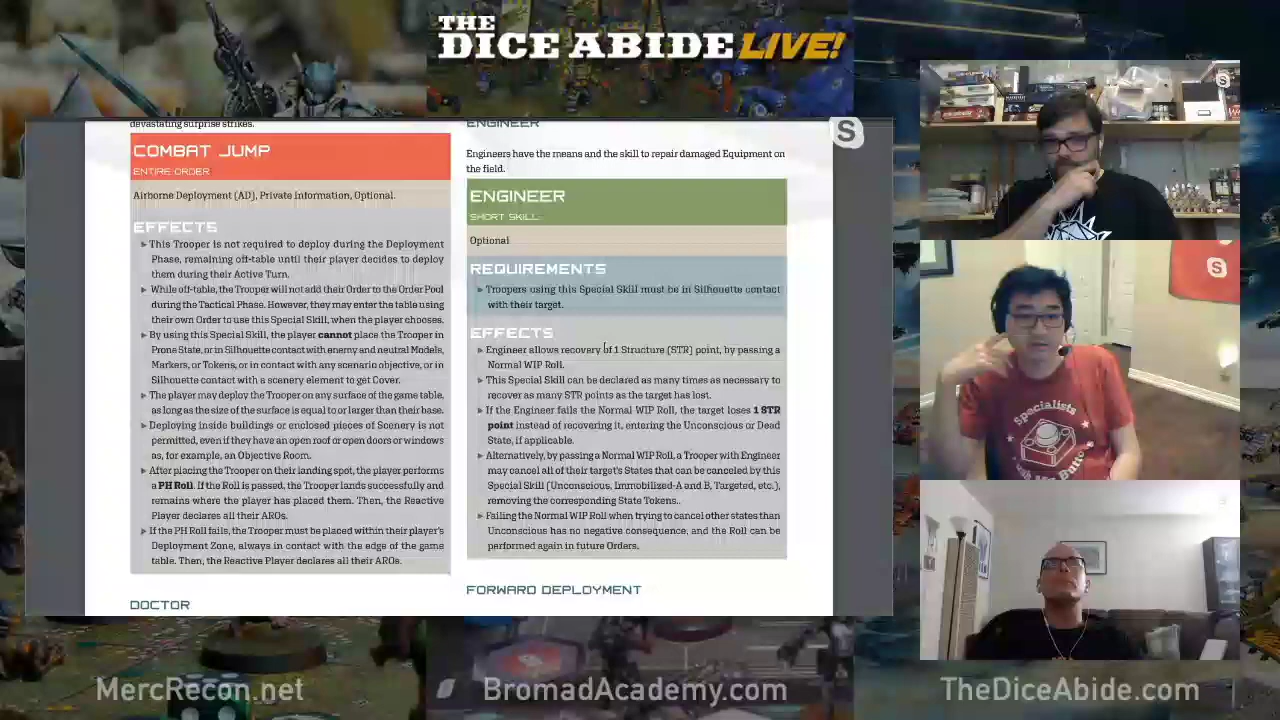 THE
DICE ABIDE LIVE!
devastating surprise strikes.
COMBAT JUMP
ENTIRE ORDER
Airborne Deployment (AD), Private Information, Optional.
EFFECTS
▶ This Trooper is not required to deploy during the Deployment
Phase, remaining off-table until their player decides to deploy
them during their Active Turn.
▶ While off-table, the Trooper will not add their Order to the Order Pool
during the Tactical Phase. However, they may enter the table using
their own Order to use this Special Skill, when the player chooses.
▶ By using this Special Skill, the player cannot place the Trooper in
Prone State, or in Silhouette contact with enemy and neutral Models,
Markers, or Tokens, or in contact with any scenario objective, or in
Silhouette contact with a scenery element to get Cover.
▶ The player may deploy the Trooper on any surface of the game table,
as long as the size of the surface is equal to or larger than their base.
▶ Deploying inside buildings or enclosed pieces of Scenery is not
permitted, even if they have an open roof or open doors or windows
as, for example, an Objective Room.
▶ After placing the Trooper on their landing spot, the player performs
a PH Roll. If the Roll is passed, the Trooper lands successfully and
remains where the player has placed them. Then, the Reactive
Player declares all their AROs.
▶ If the PH Roll fails, the Trooper must be placed within their player's
Deployment Zone, always in contact with the edge of the game
table. Then, the Reactive Player declares all their AROs.
DOCTOR
ENGINEER
Engineers have the means and the skill to repair damaged Equipment on
the field.
ENGINEER
SHORT SKILL
Optional
REQUIREMENTS
▶ Troopers using this Special Skill must be in Silhouette contact
with their target.
EFFECTS
▶ Engineer allows recovery of 1 Structure (STR) point, by passing a
Normal WIP Roll.
▶ This Special Skill can be declared as many times as necessary to
recover as many STR points as the target has lost.
▶ If the Engineer fails the Normal WIP Roll, the target loses 1 STR
point instead of recovering it, entering the Unconscious or Dead
State, if applicable.
▶ Alternatively, by passing a Normal WIP Roll, a Trooper with Engineer
may cancel all of their target's States that can be canceled by this
Special Skill (Unconscious, Immobilized-A and B, Targeted, etc.),
removing the corresponding State Tokens..
▶ Failing the Normal WIP Roll when trying to cancel other states than
Unconscious has no negative consequence, and the Roll can be
performed again in future Orders.
FORWARD DEPLOYMENT
S
S
S
Specialists
MercRecon.net
BromadAcademy.com
TheDiceAbide.com